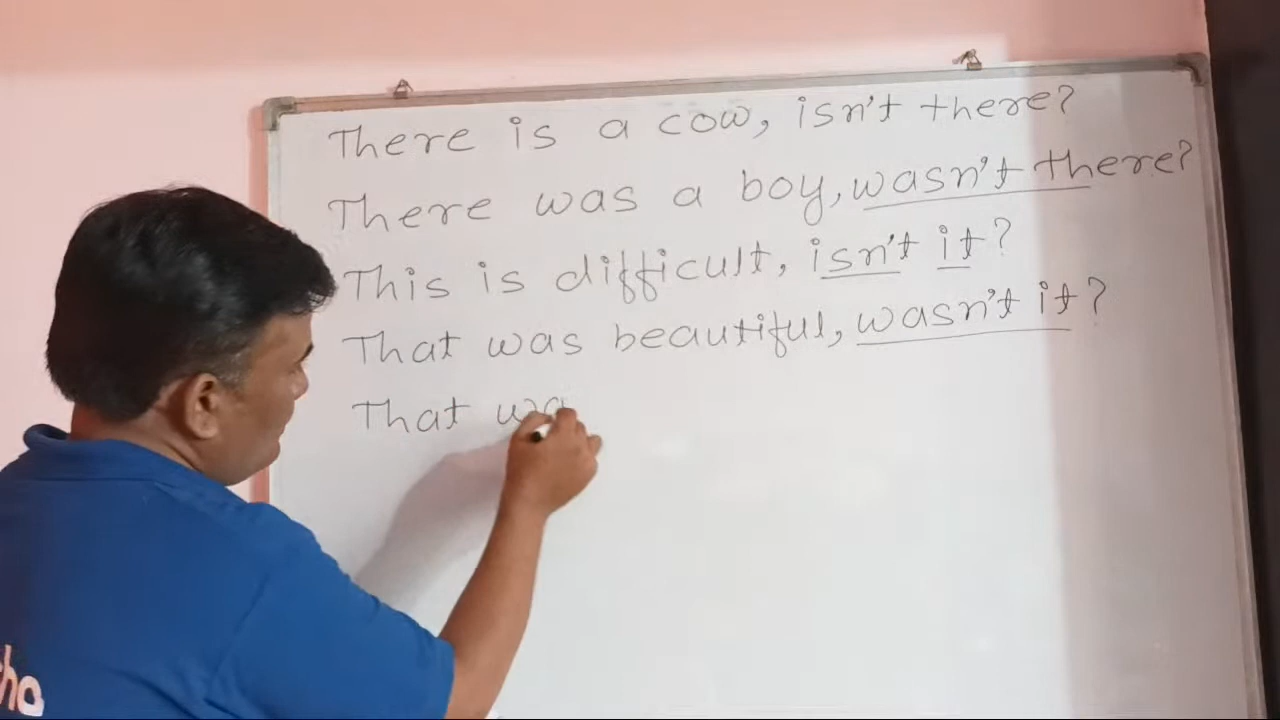 There is a cow, isn't there?
There was a boy, wasn't there?
This is difficult, isn't it?
That was beautiful, wasn't it?
That wa